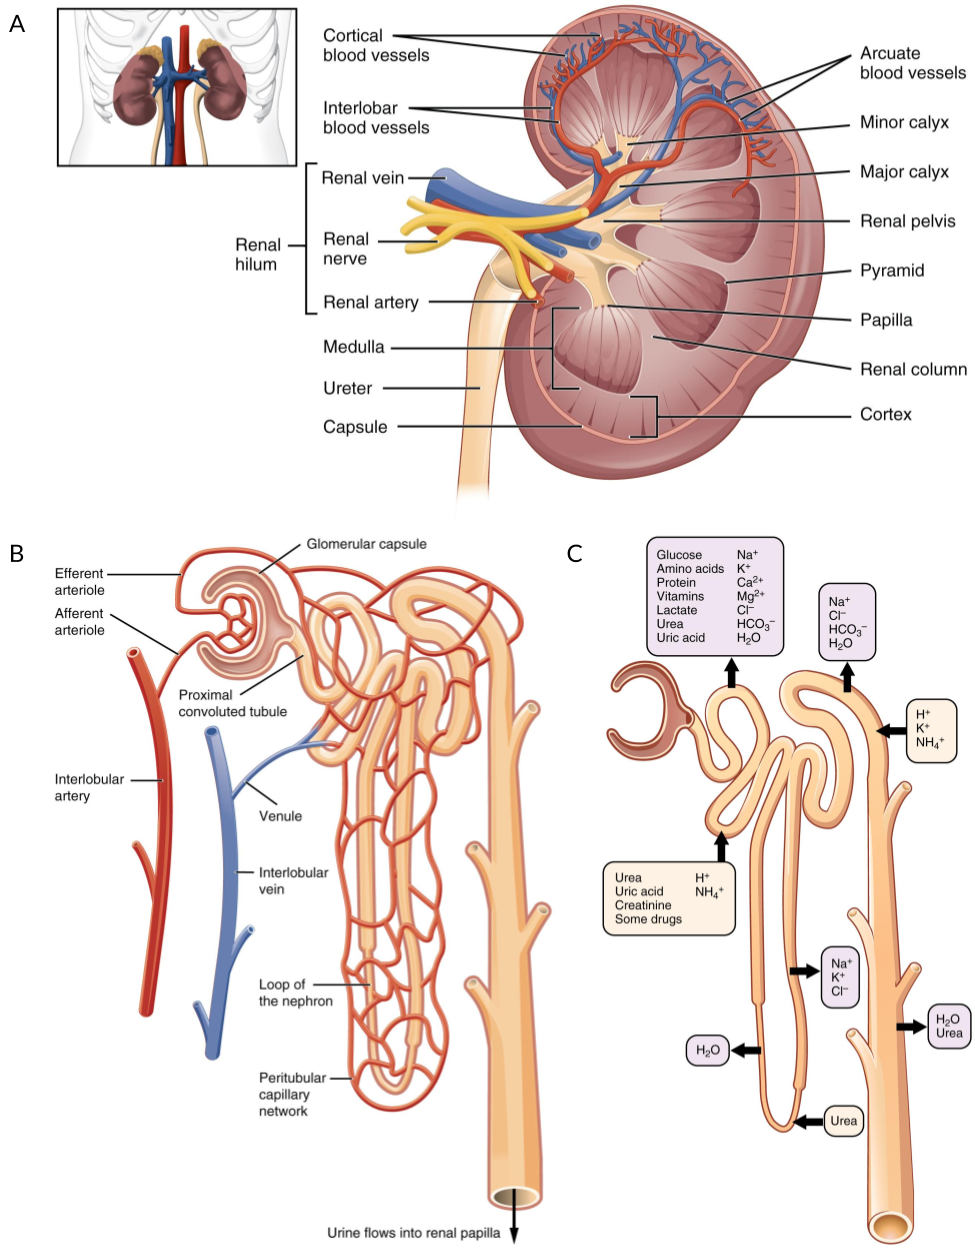 A
Cortical
blood vessels
Interlobar
blood vessels
Renal vein
Renal
hilum
Renal
nerve
Renal artery
Medulla
Ureter
Capsule
Arcuate
blood vessels
Minor calyx
Major calyx
Renal pelvis
Pyramid
Papilla
Renal column
Cortex
B
Glomerular capsule
Efferent
arteriole
Afferent
arteriole
Proximal
convoluted tubule
Interlobular
artery
Venule
Interlobular
vein
Loop of
the nephron
Peritubular
capillary
network
Urine flows into renal papilla
C
Glucose Na⁺
Amino acids K⁺
Protein Ca²⁺
Vitamins Mg²⁺
Lactate Cl⁻
Urea HCO₃⁻
Uric acid H₂O
Na⁺
Cl⁻
HCO₃⁻
H₂O
H⁺
K⁺
NH₄⁺
Urea H⁺
Uric acid NH₄⁺
Creatinine
Some drugs
Na⁺
K⁺
Cl⁻
H₂O
Urea
H₂O
Urea